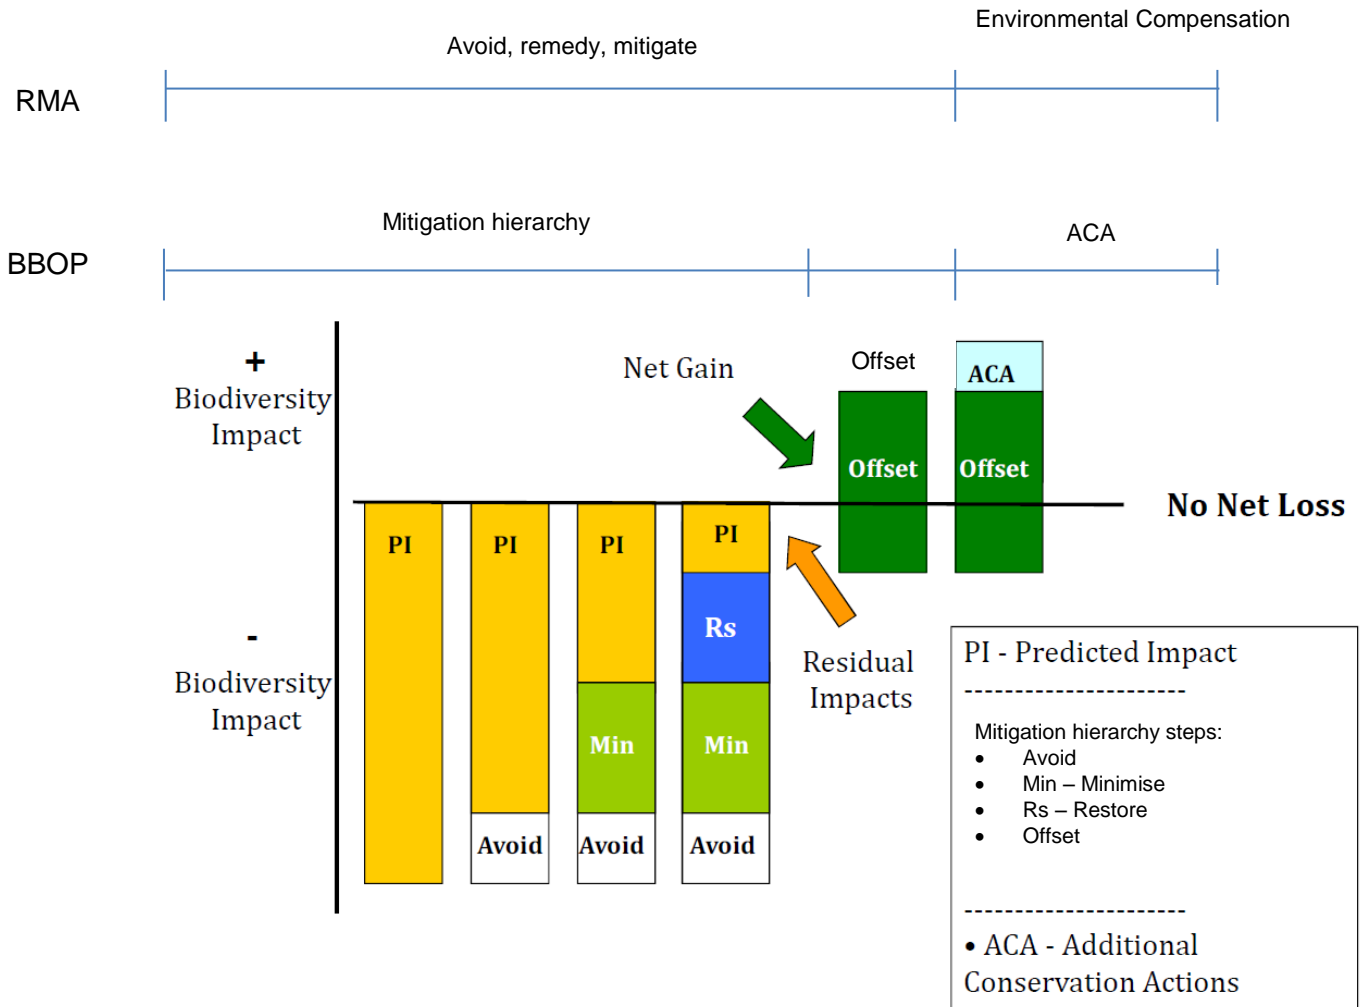 Environmental Compensation
Avoid, remedy, mitigate
RMA
Mitigation hierarchy
ACA
BBOP
+
Biodiversity
Impact
Net Gain
Offset
ACA
Offset
Offset
No Net Loss
PI
PI
PI
PI
Rs
-
Biodiversity
Impact
Residual
Impacts
Min
Min
Avoid
Avoid
Avoid
PI - Predicted Impact
----------------------
Mitigation hierarchy steps:
• Avoid
• Min – Minimise
• Rs – Restore
• Offset
----------------------
• ACA - Additional
Conservation Actions